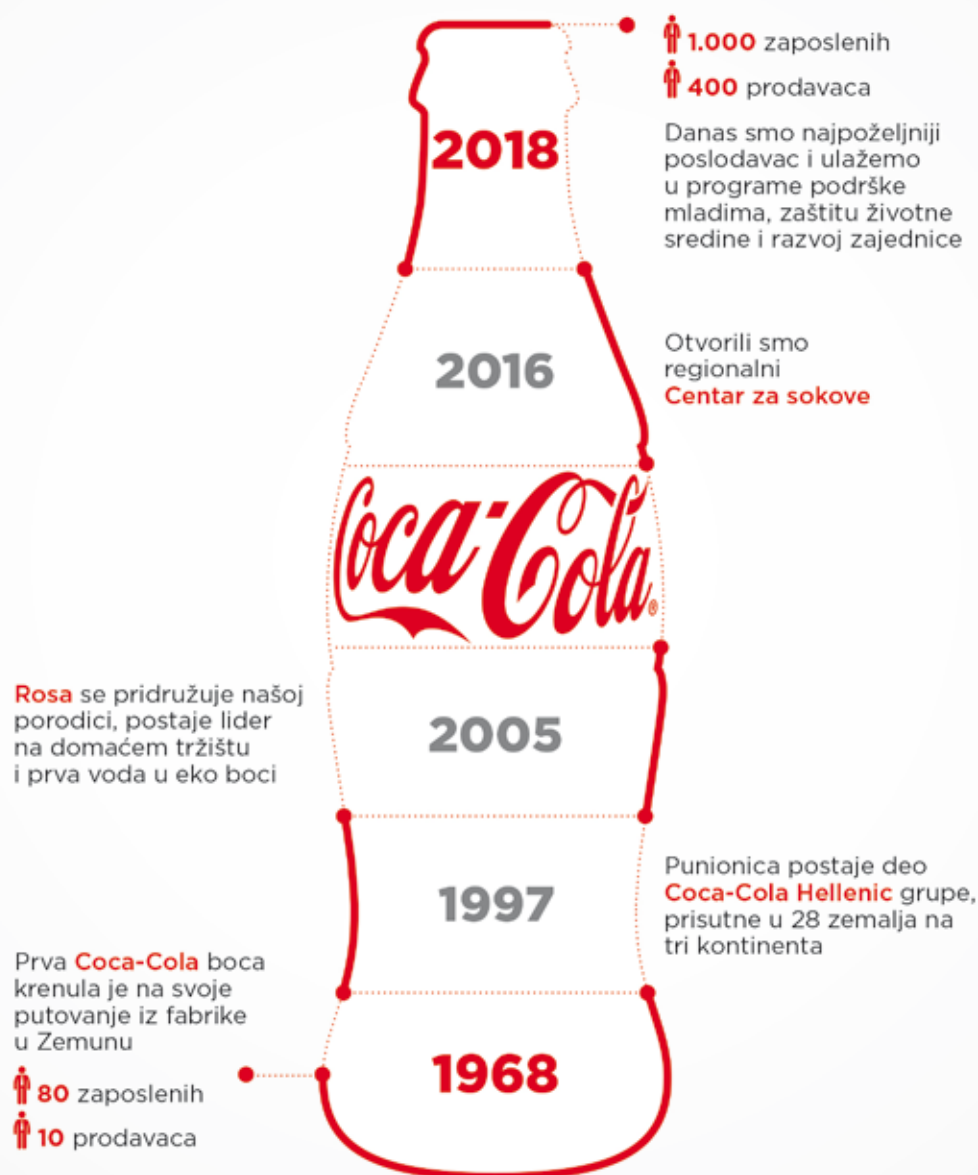 1.000 zaposlenih
400 prodavaca
2018
Danas smo najpoželjniji
poslodavac i ulažemo
u programe podrške
mladima, zaštitu životne
sredine i razvoj zajednice
2016
Otvorili smo
regionalni
Centar za sokove
Coca-Cola®
Rosa se pridružuje našoj
porodici, postaje lider
na domaćem tržištu
i prva voda u eko boci
2005
1997
Punionica postaje deo
Coca-Cola Hellenic grupe,
prisutne u 28 zemalja na
tri kontinenta
Prva Coca-Cola boca
krenula je na svoje
putovanje iz fabrike
u Zemunu
1968
80 zaposlenih
10 prodavaca